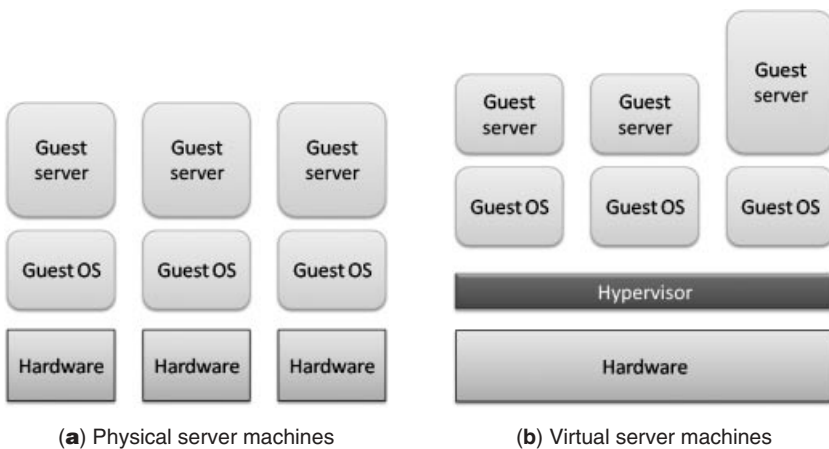 Guest
server
Guest
server
Guest
server
Guest OS
Guest OS
Guest OS
Hardware
Hardware
Hardware
(a) Physical server machines
Guest
server
Guest
server
Guest
server
Guest OS
Guest OS
Guest OS
Hypervisor
Hardware
(b) Virtual server machines